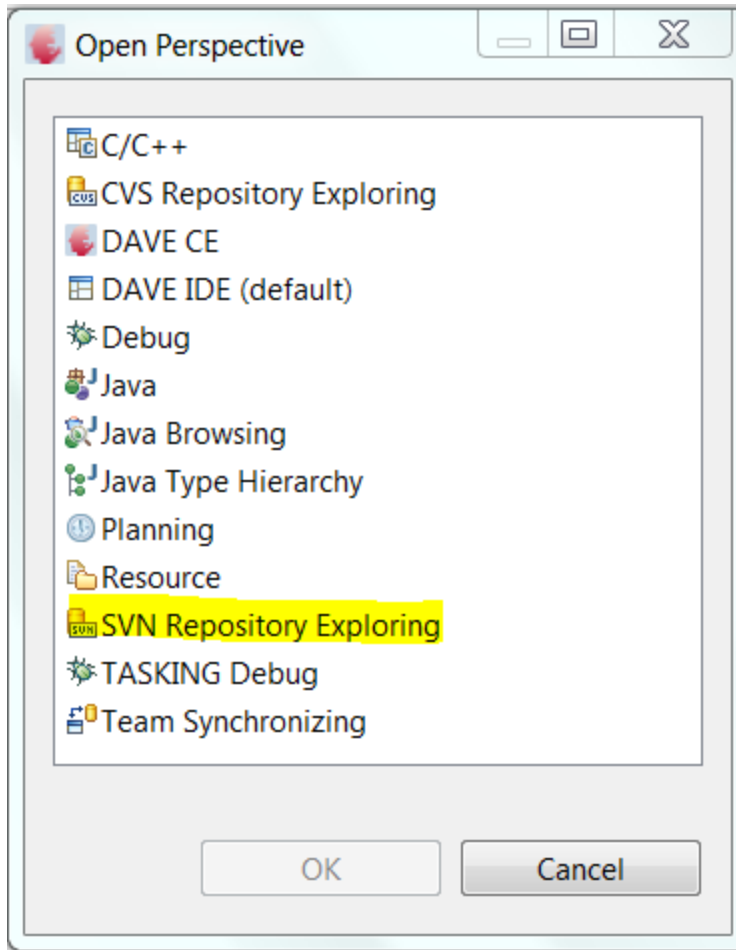 Open Perspective
C/C++
CVS Repository Exploring
DAVE CE
DAVE IDE (default)
Debug
Java
Java Browsing
Java Type Hierarchy
Planning
Resource
SVN Repository Exploring
TASKING Debug
Team Synchronizing
OK
Cancel